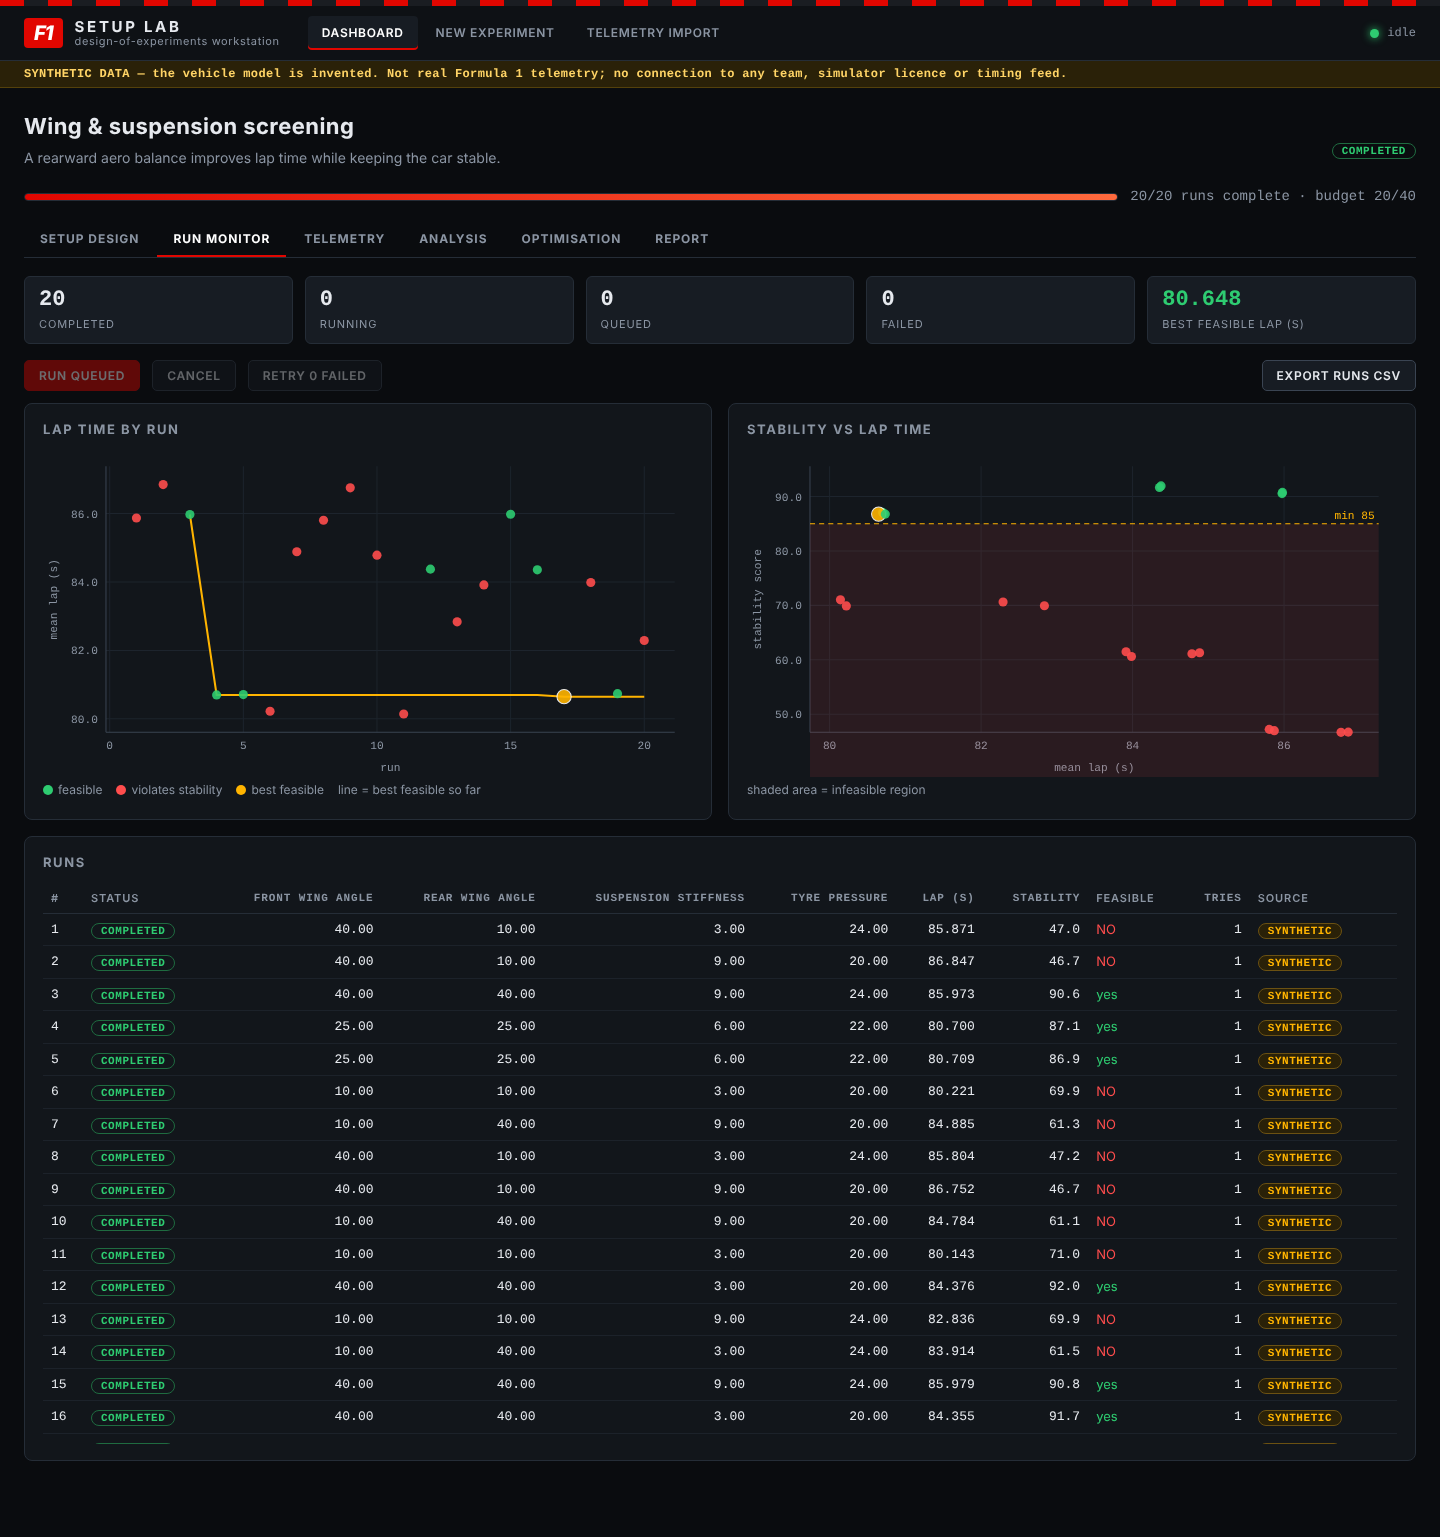 F1 SETUP LAB
design-of-experiments workstation
DASHBOARD NEW EXPERIMENT TELEMETRY IMPORT
idle
SYNTHETIC DATA — the vehicle model is invented. Not real Formula 1 telemetry; no connection to any team, simulator licence or timing feed.
Wing & suspension screening
A rearward aero balance improves lap time while keeping the car stable.
COMPLETED
20/20 runs complete · budget 20/40
SETUP DESIGN RUN MONITOR TELEMETRY ANALYSIS OPTIMISATION REPORT
20
COMPLETED
0
RUNNING
0
QUEUED
0
FAILED
80.648
BEST FEASIBLE LAP (S)
RUN QUEUED CANCEL RETRY 0 FAILED EXPORT RUNS CSV
LAP TIME BY RUN
86.0
84.0
82.0
80.0
mean lap (s)
0 5 10 15 20
run
feasible violates stability best feasible line = best feasible so far
STABILITY VS LAP TIME
90.0
80.0
70.0
60.0
50.0
stability score
min 85
80 82 84 86
mean lap (s)
shaded area = infeasible region
RUNS
# STATUS FRONT WING ANGLE REAR WING ANGLE SUSPENSION STIFFNESS TYRE PRESSURE LAP (S) STABILITY FEASIBLE TRIES SOURCE
1 COMPLETED 40.00 10.00 3.00 24.00 85.871 47.0 NO 1 SYNTHETIC
2 COMPLETED 40.00 10.00 9.00 20.00 86.847 46.7 NO 1 SYNTHETIC
3 COMPLETED 40.00 40.00 9.00 24.00 85.973 90.6 yes 1 SYNTHETIC
4 COMPLETED 25.00 25.00 6.00 22.00 80.700 87.1 yes 1 SYNTHETIC
5 COMPLETED 25.00 25.00 6.00 22.00 80.709 86.9 yes 1 SYNTHETIC
6 COMPLETED 10.00 10.00 3.00 20.00 80.221 69.9 NO 1 SYNTHETIC
7 COMPLETED 10.00 40.00 9.00 20.00 84.885 61.3 NO 1 SYNTHETIC
8 COMPLETED 40.00 10.00 3.00 24.00 85.804 47.2 NO 1 SYNTHETIC
9 COMPLETED 40.00 10.00 9.00 20.00 86.752 46.7 NO 1 SYNTHETIC
10 COMPLETED 10.00 40.00 9.00 20.00 84.784 61.1 NO 1 SYNTHETIC
11 COMPLETED 10.00 10.00 3.00 20.00 80.143 71.0 NO 1 SYNTHETIC
12 COMPLETED 40.00 40.00 3.00 20.00 84.376 92.0 yes 1 SYNTHETIC
13 COMPLETED 10.00 10.00 9.00 24.00 82.836 69.9 NO 1 SYNTHETIC
14 COMPLETED 10.00 40.00 3.00 24.00 83.914 61.5 NO 1 SYNTHETIC
15 COMPLETED 40.00 40.00 9.00 24.00 85.979 90.8 yes 1 SYNTHETIC
16 COMPLETED 40.00 40.00 3.00 20.00 84.355 91.7 yes 1 SYNTHETIC